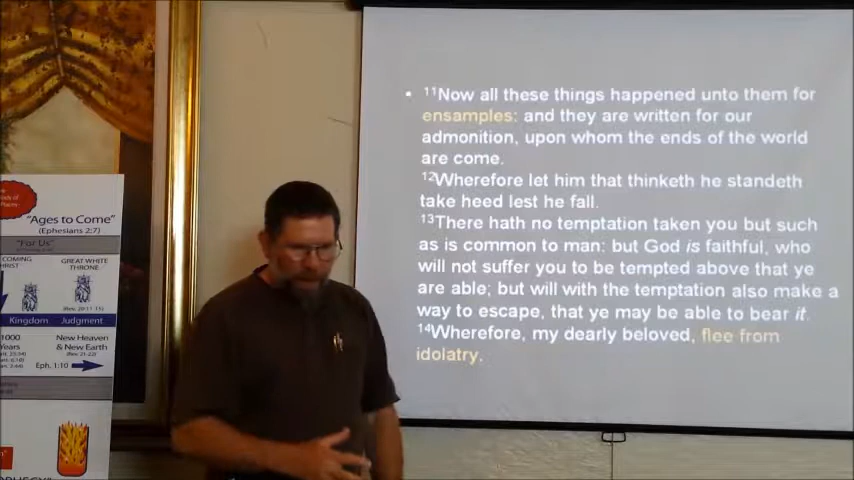 "Ages to Come"
(Ephesians 2:7)
"For Us"
COMING
GREAT WHITE
THRONE
Kingdom
Judgment
1000
Years
New Heaven
& New Earth
Eph. 1:10
• 11Now all these things happened unto them for
ensamples: and they are written for our
admonition, upon whom the ends of the world
are come.
12Wherefore let him that thinketh he standeth
take heed lest he fall.
13There hath no temptation taken you but such
as is common to man: but God is faithful, who
will not suffer you to be tempted above that ye
are able; but will with the temptation also make a
way to escape, that ye may be able to bear it.
14Wherefore, my dearly beloved, flee from
idolatry.